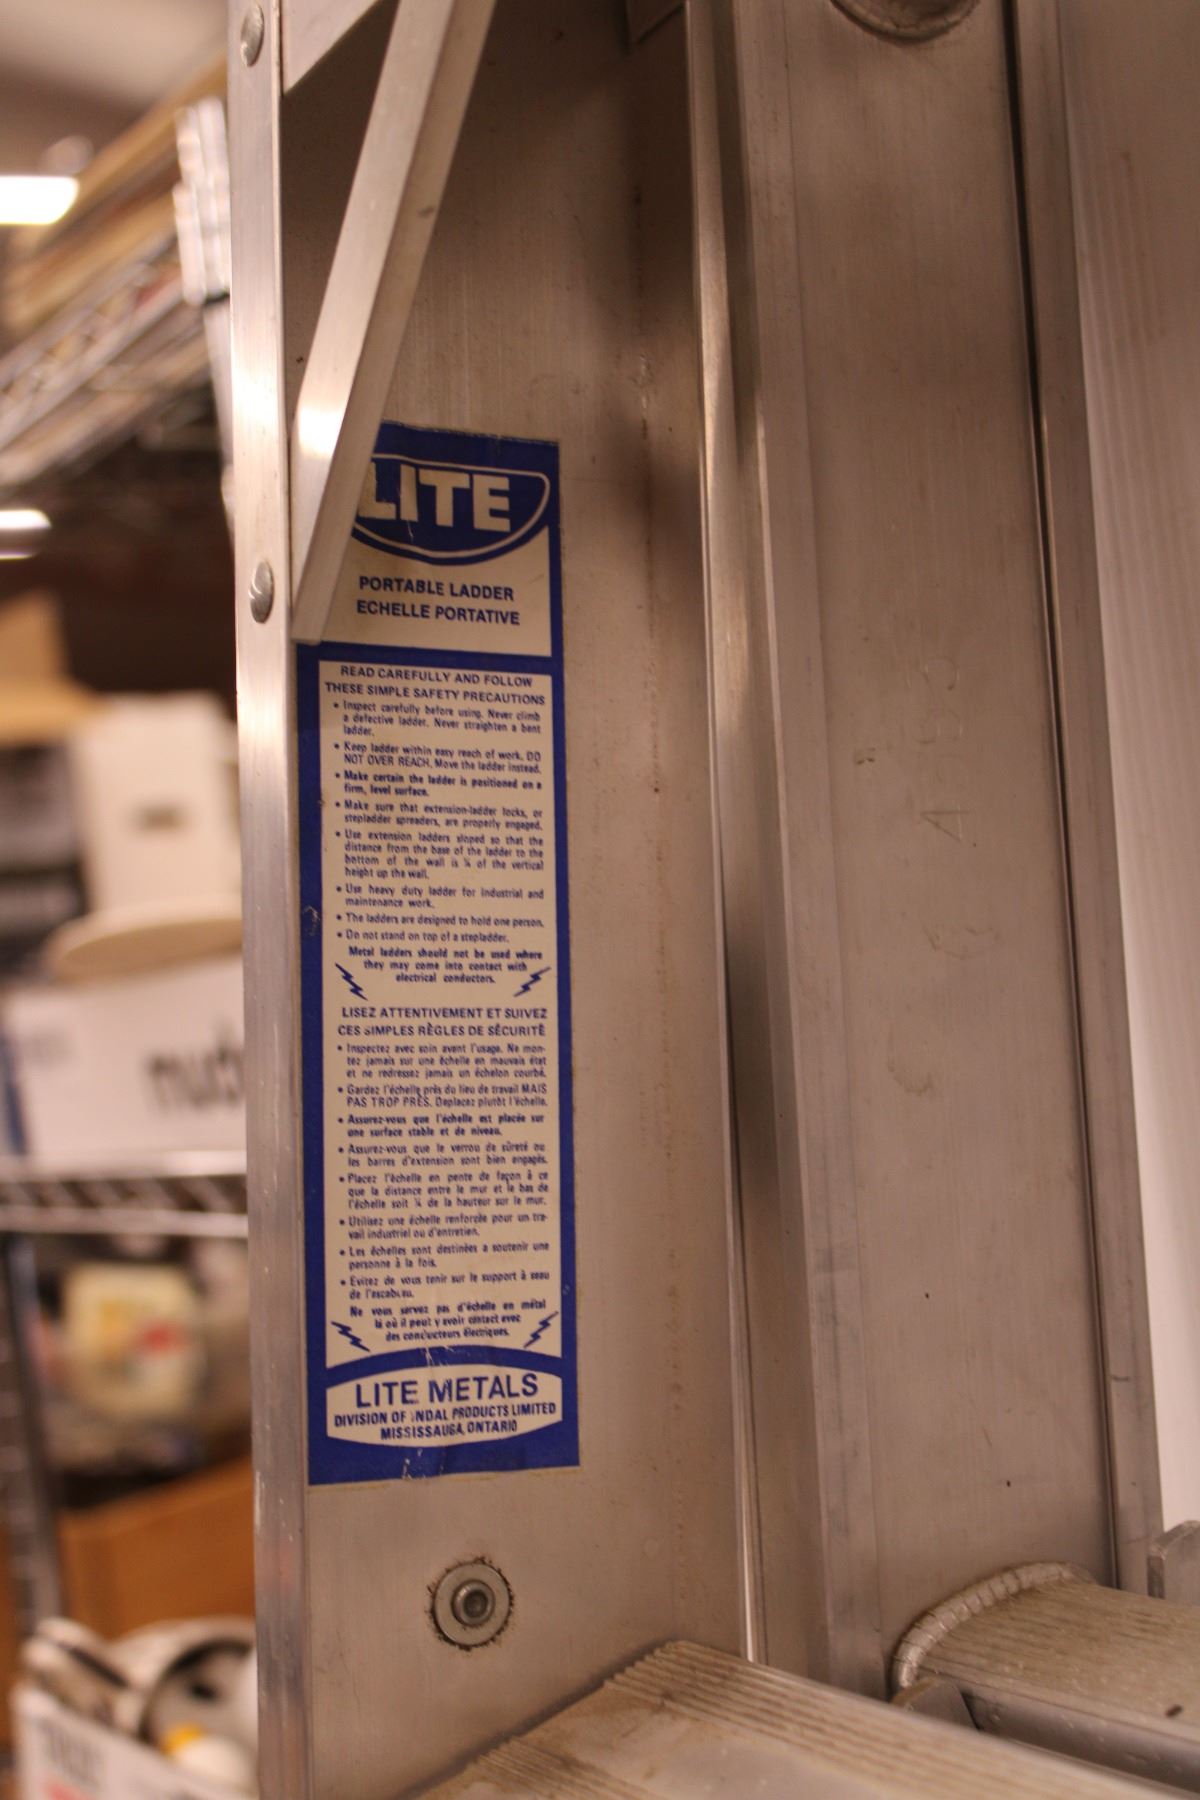 LITE
PORTABLE LADDER
ECHELLE PORTATIVE
READ CAREFULLY AND FOLLOW
THESE SIMPLE SAFETY PRECAUTIONS
• Inspect carefully before using. Never climb
a defective ladder. Never straighten a bent
ladder.
• Keep ladder within easy reach of work. DO
NOT OVER REACH. Move the ladder instead.
• Make certain the ladder is positioned on a
firm, level surface.
• Make sure that extension-ladder locks, or
stepladder spreaders, are properly engaged.
• Use extension ladders sloped so that the
distance from the base of the ladder to the
bottom of the wall is ¼ of the vertical
height up the wall.
• Use heavy duty ladder for industrial and
maintenance work.
• The ladders are designed to hold one person.
• Do not stand on top of a stepladder.
Metal ladders should not be used where
they may come into contact with
electrical conductors.
LISEZ ATTENTIVEMENT ET SUIVEZ
CES SIMPLES RÈGLES DE SÉCURITÉ
• Inspectez avec soin avant l'usage. Ne mon-
tez jamais sur une échelle en mauvais état
et ne redressez jamais un échelon courbé.
• Gardez l'échelle près du lieu de travail MAIS
PAS TROP PRÈS. Deplacez plutôt l'échelle.
• Assurez-vous que l'échelle est placée sur
une surface stable et de niveau.
• Assurez-vous que le verrou de sûreté ou
les barres d'extension sont bien engagés.
• Placez l'échelle en pente de façon à ce
que la distance entre le mur et le bas de
l'échelle soit ¼ de la hauteur sur le mur.
• Utilisez une échelle renforcée pour un tra-
vail industriel ou d'entretien.
• Les échelles sont destinées a soutenir une
personne à la fois.
• Evitez de vous tenir sur le support à seau
de l'escabeau.
Ne vous servez pas d'échelle en métal
là où il peut y avoir contact avec
des conducteurs électriques.
LITE METALS
DIVISION OF INDAL PRODUCTS LIMITED
MISSISSAUGA, ONTARIO